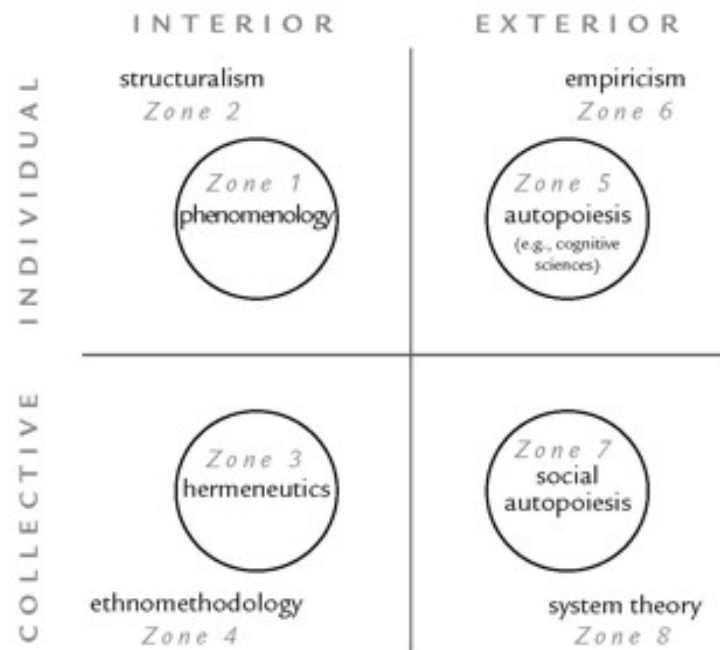 INTERIOR
EXTERIOR
INDIVIDUAL
structuralism
Zone 2
Zone 1
phenomenology
empiricism
Zone 6
Zone 5
autopoiesis
(e.g., cognitive
sciences)
COLLECTIVE
Zone 3
hermeneutics
ethnomethodology
Zone 4
Zone 7
social
autopoiesis
system theory
Zone 8